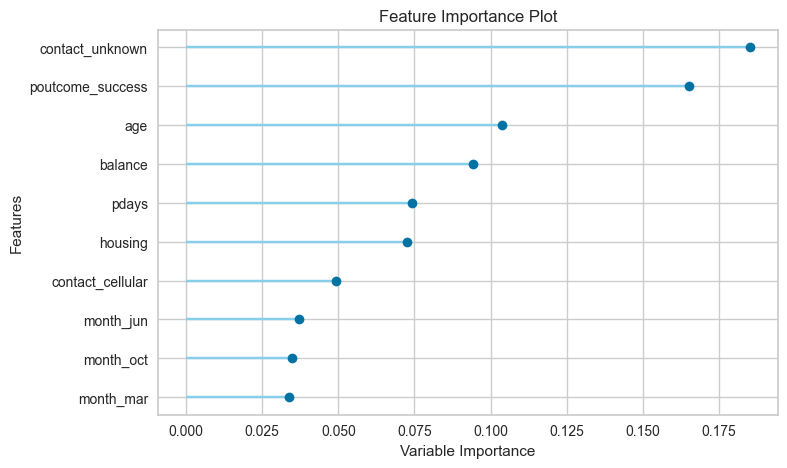 Feature Importance Plot
contact_unknown
poutcome_success
age
balance
pdays
housing
contact_cellular
month_jun
month_oct
month_mar
Features
0.000 0.025 0.050 0.075 0.100 0.125 0.150 0.175
Variable Importance